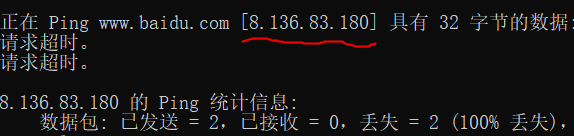 正在 Ping www.baidu.com [8.136.83.180] 具有 32 字节的数据:
请求超时。
请求超时。
8.136.83.180 的 Ping 统计信息:
数据包: 已发送 = 2，已接收 = 0，丢失 = 2 (100% 丢失)，